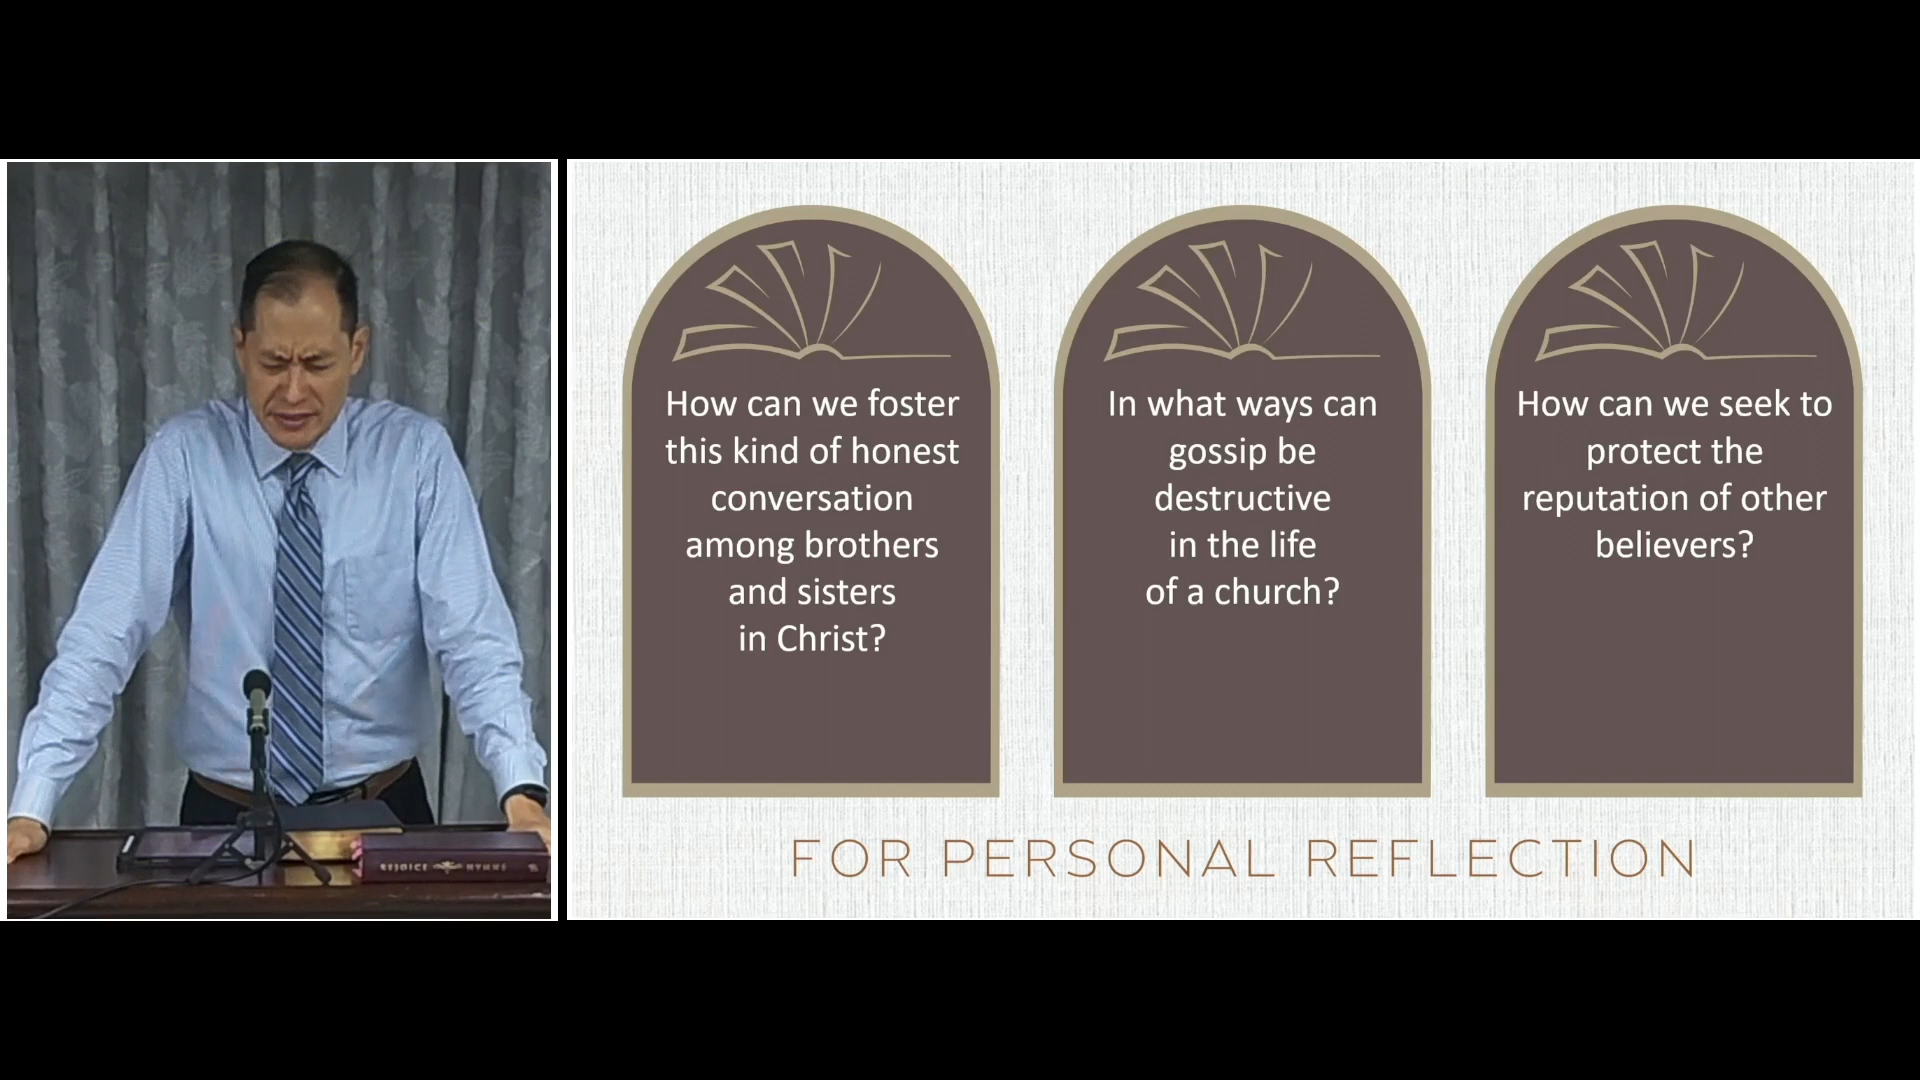 How can we foster
this kind of honest
conversation
among brothers
and sisters
in Christ?
In what ways can
gossip be
destructive
in the life
of a church?
How can we seek to
protect the
reputation of other
believers?
FOR PERSONAL REFLECTION
REJOICE HYMNS